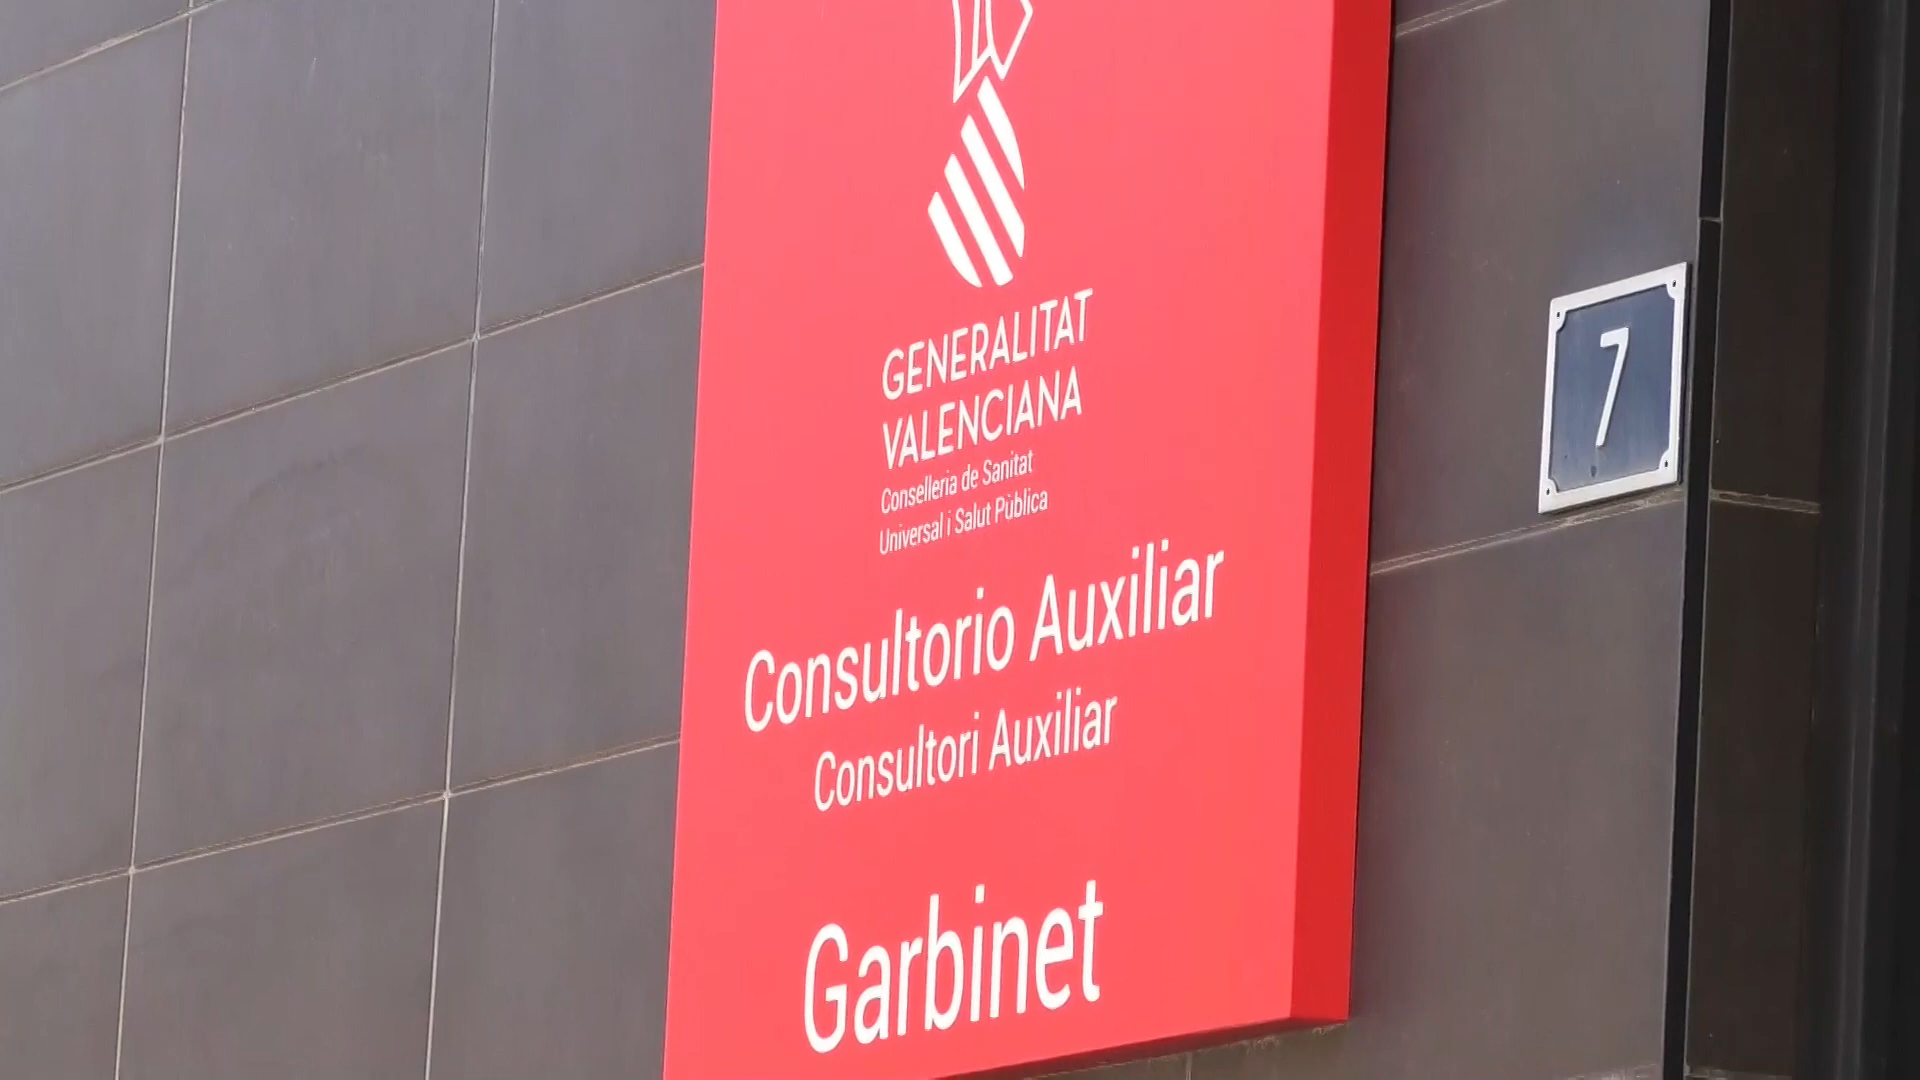 GENERALITAT
VALENCIANA
Conselleria de Sanitat
Universal i Salut Pública
Consultorio Auxiliar
Consultori Auxiliar
Garbinet
7